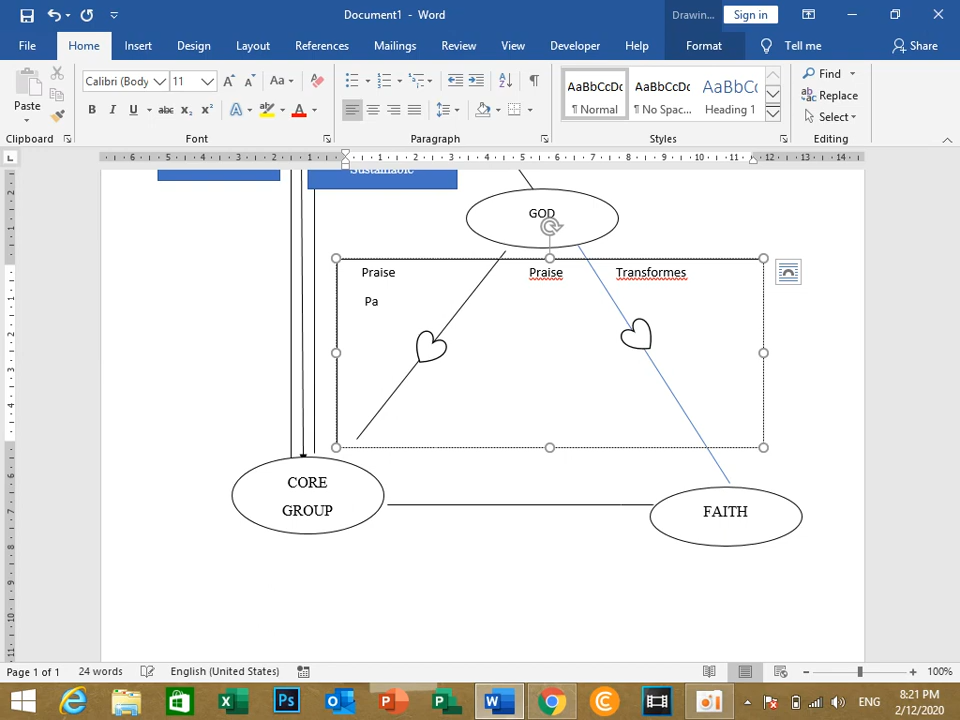 Document1 - Word
Drawin...
Sign in
File
Home
Insert
Design
Layout
References
Mailings
Review
View
Developer
Help
Format
Tell me
Share
Paste
Calibri (Body
11
Find
Replace
Select
AaBbCcDc
AaBbCcDc
AaBbCc
¶ Normal
¶ No Spac...
Heading 1
Clipboard
Font
Paragraph
Styles
Editing
Sustainable
GOD
Praise
Praise
Transformes
Pa
CORE
GROUP
FAITH
Page 1 of 1
24 words
English (United States)
100%
ENG
8:21 PM
2/12/2020